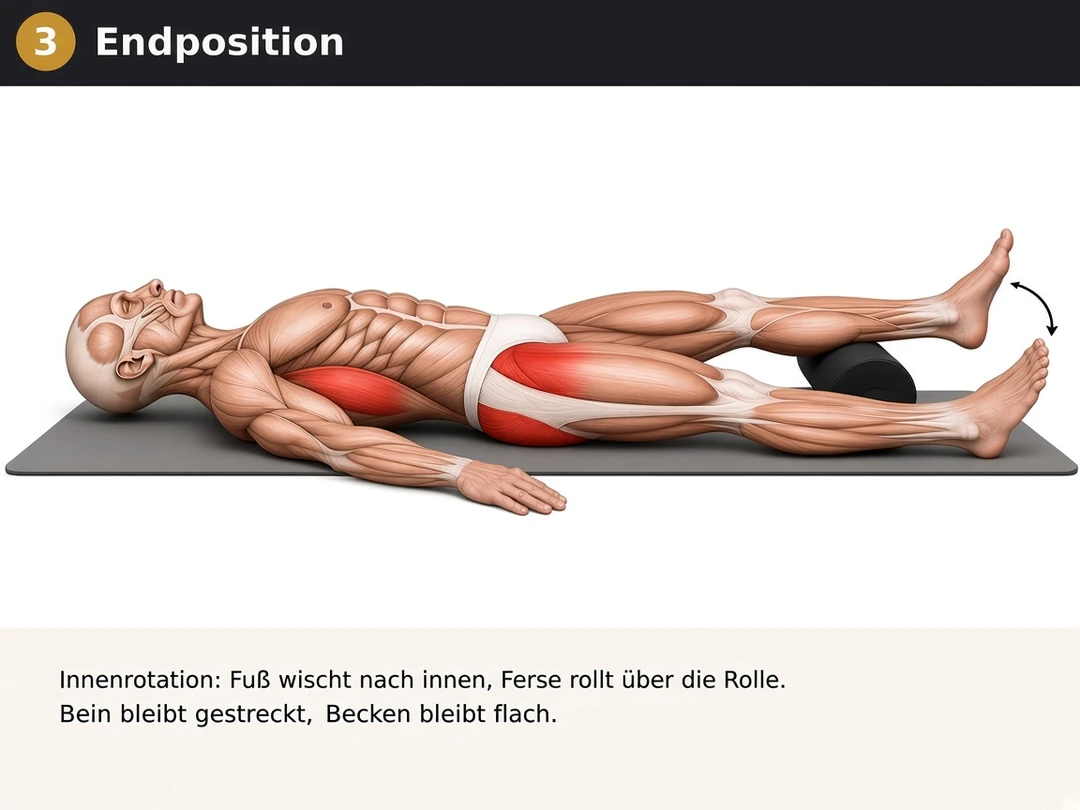 3 Endposition
Innenrotation: Fuß wischt nach innen, Ferse rollt über die Rolle.
Bein bleibt gestreckt, Becken bleibt flach.